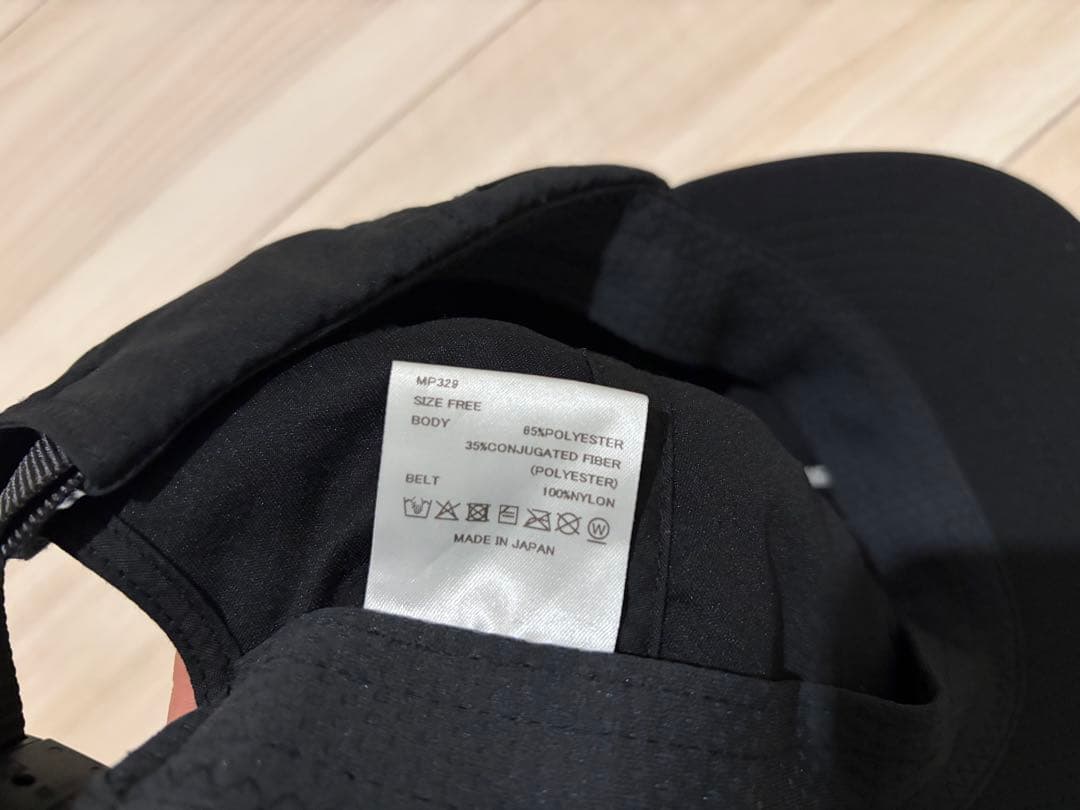 MP329
SIZE FREE
BODY 65%POLYESTER
35%CONJUGATED FIBER
(POLYESTER)
BELT 100%NYLON
W
MADE IN JAPAN